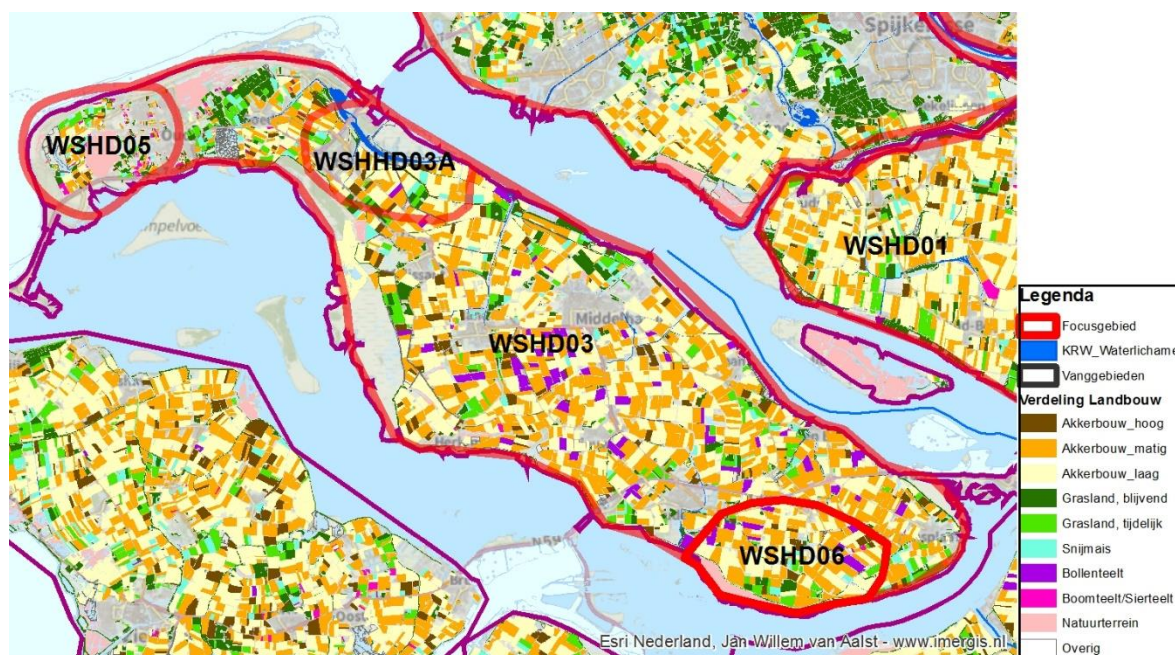 Spijkenisse
WSHD05
WSHHD03A
WSHD01
WSHD03
Middelha
WSHD06
Esri Nederland, Jan Willem van Aalst - www.imergis.nl
Legenda
Focusgebied
KRW_Waterlichame
Vanggebieden
Verdeling Landbouw
Akkerbouw_hoog
Akkerbouw_matig
Akkerbouw_laag
Grasland, blijvend
Grasland, tijdelijk
Snijmais
Bollenteelt
Boomteelt/Sierteelt
Natuurterrein
Overig